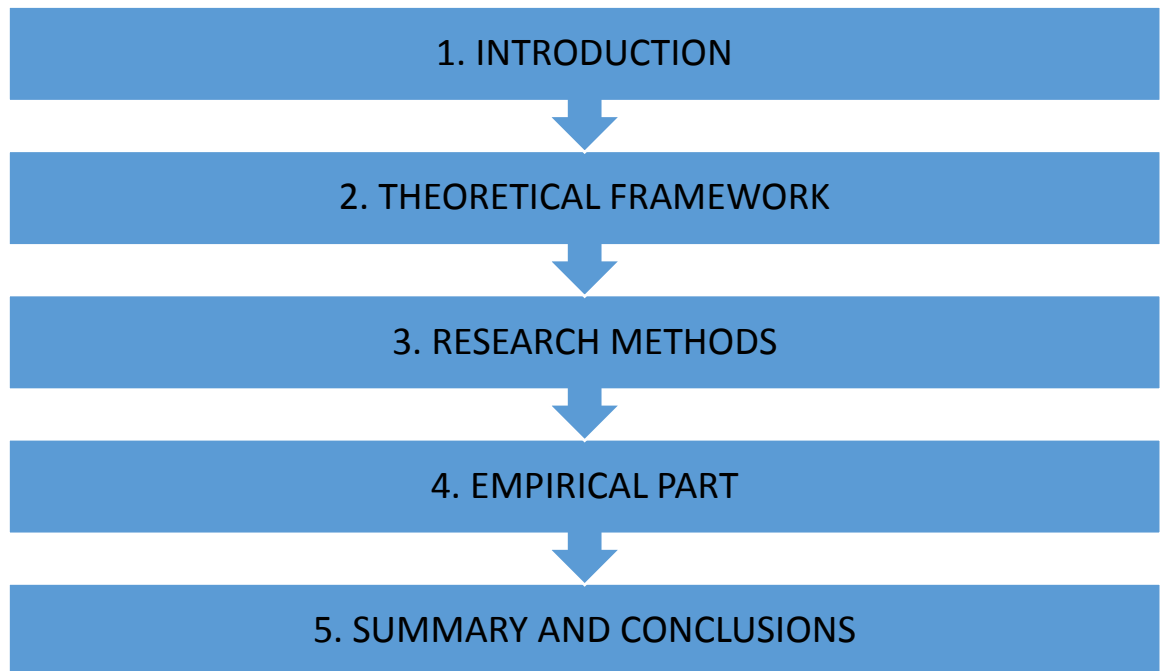 1. INTRODUCTION
2. THEORETICAL FRAMEWORK
3. RESEARCH METHODS
4. EMPIRICAL PART
5. SUMMARY AND CONCLUSIONS